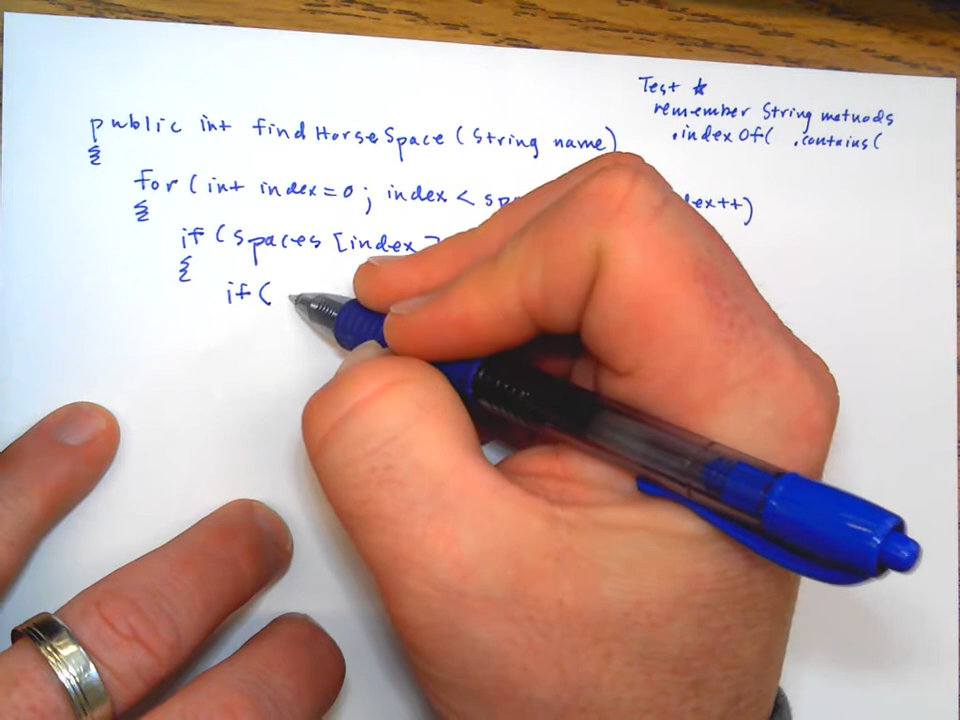 Test ☆
remember String methods
.indexOf( .contains(
public int findHorseSpace (String name)
{
for (int index=0; index < sp dex++)
{
if (spaces [index]
{
if (